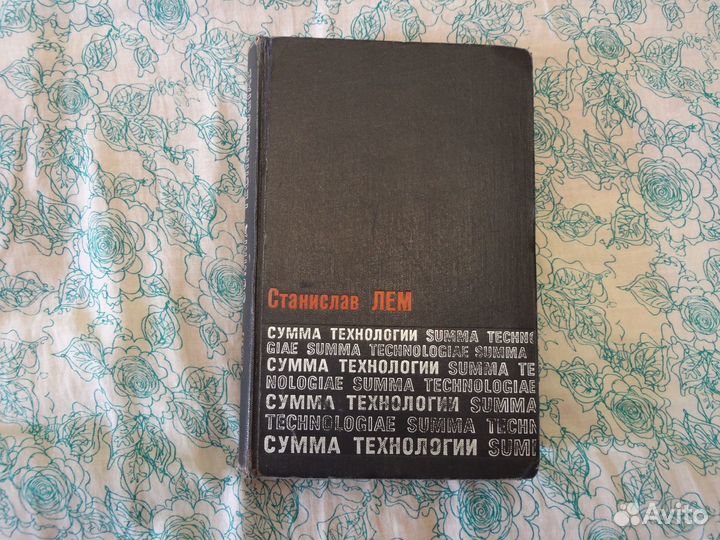 Станислав ЛЕМ
СУММА ТЕХНОЛОГИИ SUMMA TECHNO
GIAE SUMMA TECHNOLOGIAE SUMMA
СУММА ТЕХНОЛОГИИ SUMMA TE
NOLOGIAE SUMMA TECHNOLOGIAE
СУММА ТЕХНОЛОГИИ SUMMA
TECHNOLOGIAE SUMMA TECHN
СУММА ТЕХНОЛОГИИ SUM
Avito